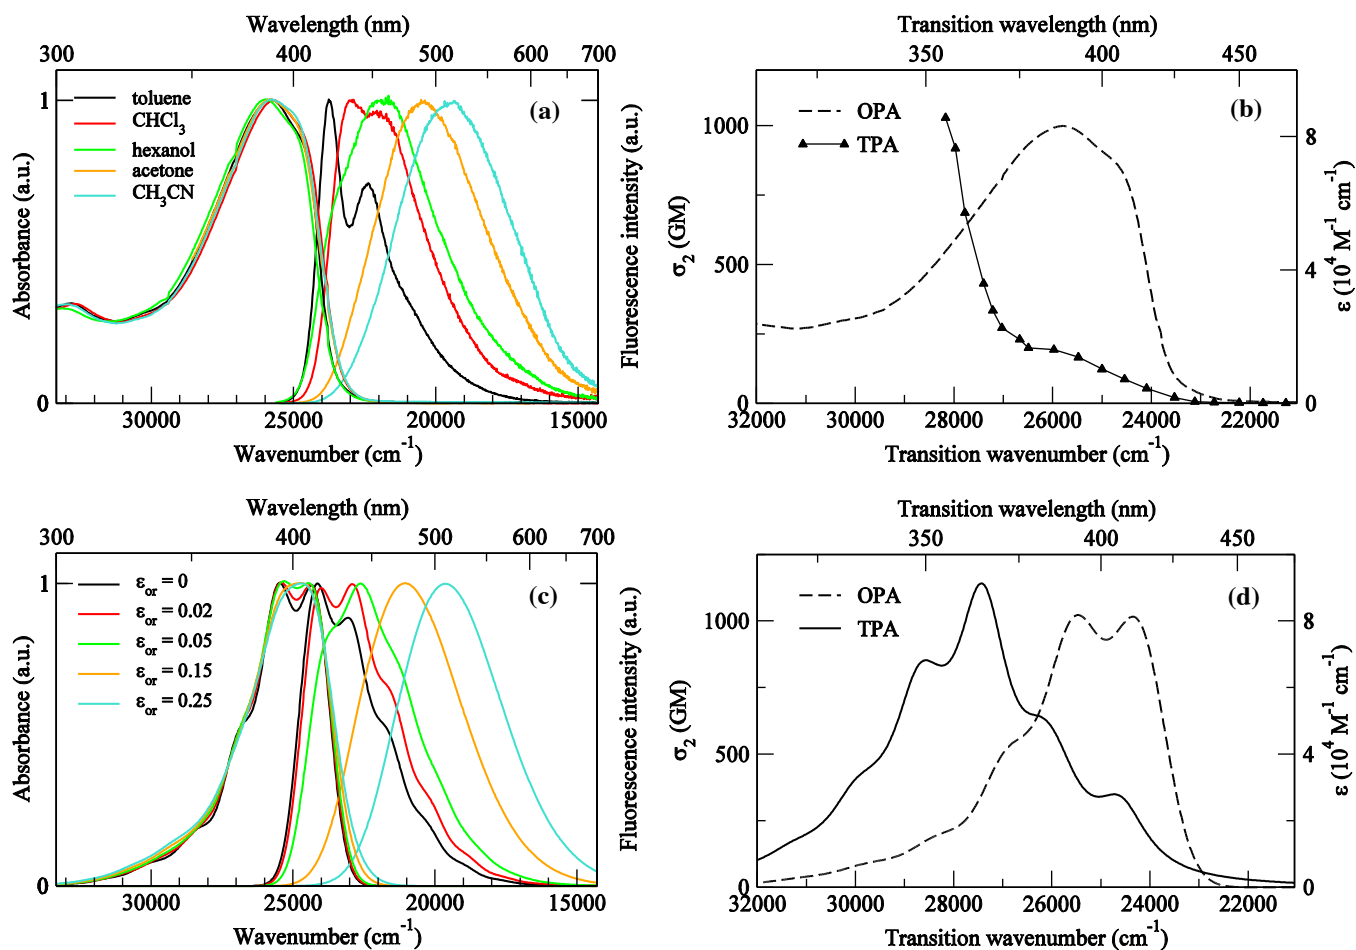 Wavelength (nm)
300 400 500 600 700
toluene
CHCl3
hexanol
acetone
CH3CN
(a)
1
0
Absorbance (a.u.)
Fluorescence intensity (a.u.)
30000 25000 20000 15000
Wavenumber (cm-1)
Transition wavelength (nm)
350 400 450
OPA
TPA
(b)
1000
500
0
σ2 (GM)
8
4
0
ε (10^4 M-1 cm-1)
32000 30000 28000 26000 24000 22000
Transition wavenumber (cm-1)
Wavelength (nm)
300 400 500 600 700
εor = 0
εor = 0.02
εor = 0.05
εor = 0.15
εor = 0.25
(c)
1
0
Absorbance (a.u.)
Fluorescence intensity (a.u.)
30000 25000 20000 15000
Wavenumber (cm-1)
Transition wavelength (nm)
350 400 450
OPA
TPA
(d)
1000
500
0
σ2 (GM)
8
4
0
ε (10^4 M-1 cm-1)
32000 30000 28000 26000 24000 22000
Transition wavenumber (cm-1)